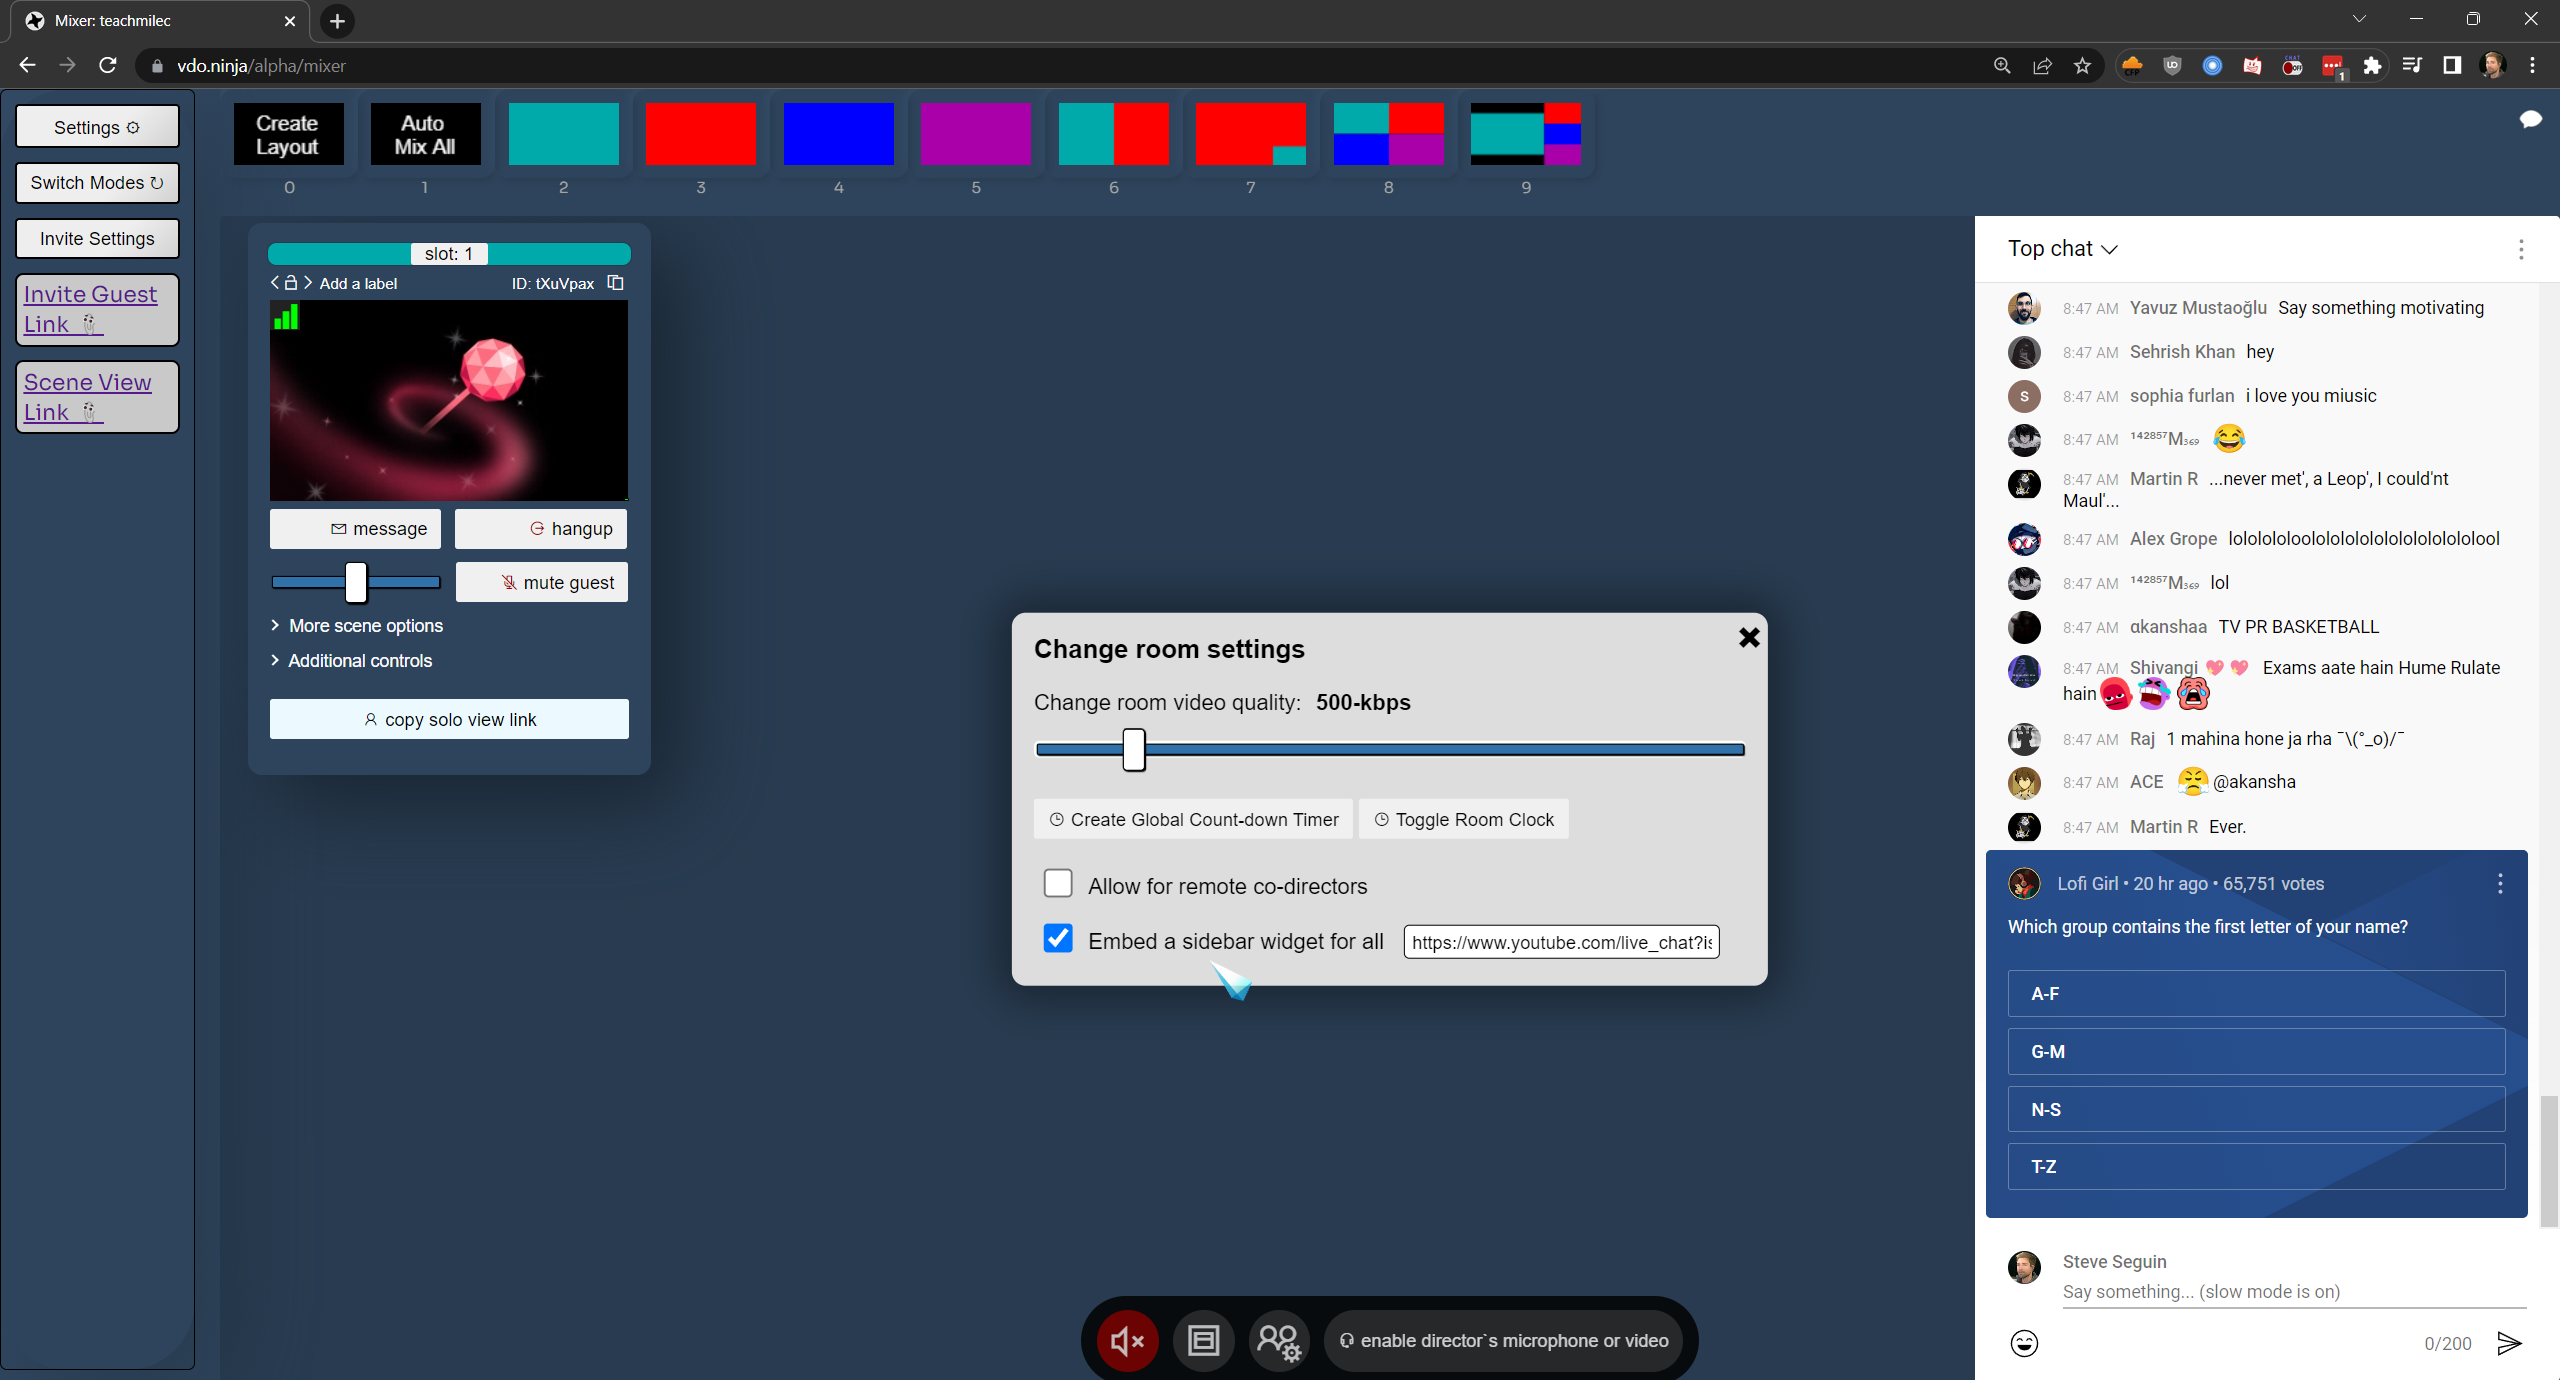 Mixer: teachmilec
vdo.ninja/alpha/mixer
Settings
Switch Modes
Invite Settings
Invite Guest
Link
Scene View
Link
Create
Layout
0
Auto
Mix All
1
2
3
4
5
6
7
8
9
slot: 1
Add a label
ID: tXuVpax
message
hangup
mute guest
More scene options
Additional controls
copy solo view link
Change room settings
Change room video quality: 500-kbps
Create Global Count-down Timer
Toggle Room Clock
Allow for remote co-directors
Embed a sidebar widget for all
https://www.youtube.com/live_chat?is
enable director`s microphone or video
Top chat
8:47 AM Yavuz Mustaoğlu Say something motivating
8:47 AM Sehrish Khan hey
S
8:47 AM sophia furlan i love you miusic
8:47 AM ¹⁴²⁸⁵⁷M₃₆₉ 😂
8:47 AM Martin R ...never met', a Leop', I could'nt
Maul'...
8:47 AM Alex Grope lololololoolololololololololololool
8:47 AM ¹⁴²⁸⁵⁷M₃₆₉ lol
8:47 AM αkanshaa TV PR BASKETBALL
8:47 AM Shivangi 💖 💖 Exams aate hain Hume Rulate
hain
8:47 AM Raj 1 mahina hone ja rha ¯\(°_o)/¯
8:47 AM ACE 😤 @akansha
8:47 AM Martin R Ever.
Lofi Girl • 20 hr ago • 65,751 votes
Which group contains the first letter of your name?
A-F
G-M
N-S
T-Z
Steve Seguin
Say something... (slow mode is on)
0/200